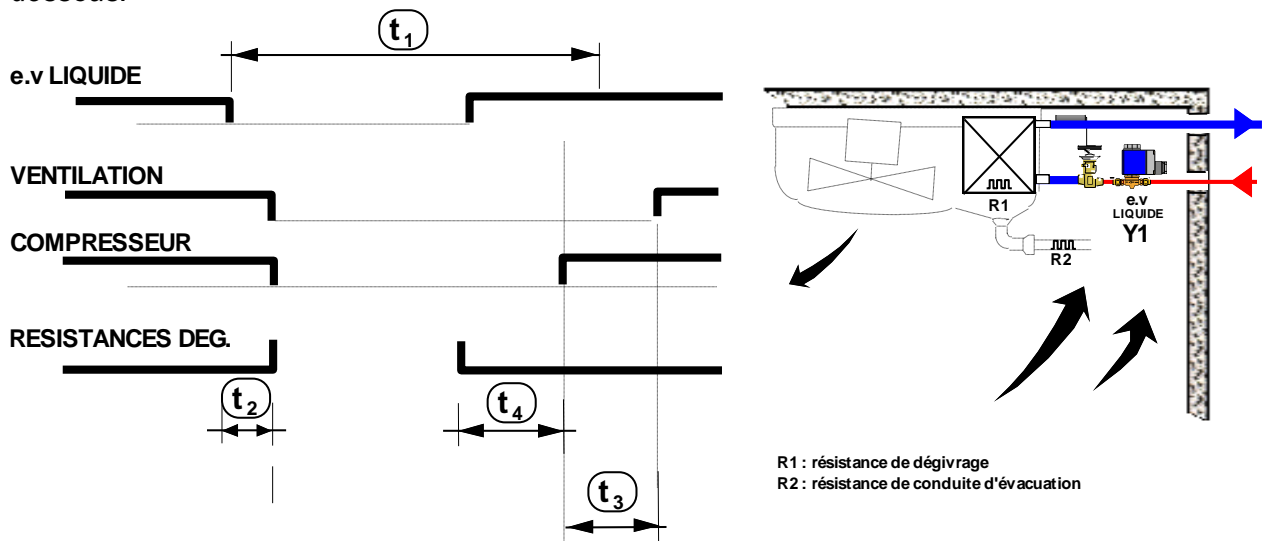 t1
e.v LIQUIDE
VENTILATION
COMPRESSEUR
RESISTANCES DEG.
t2
t4
t3
R1
R2
e.v
LIQUIDE
Y1
R1 : résistance de dégivrage
R2 : résistance de conduite d'évacuation